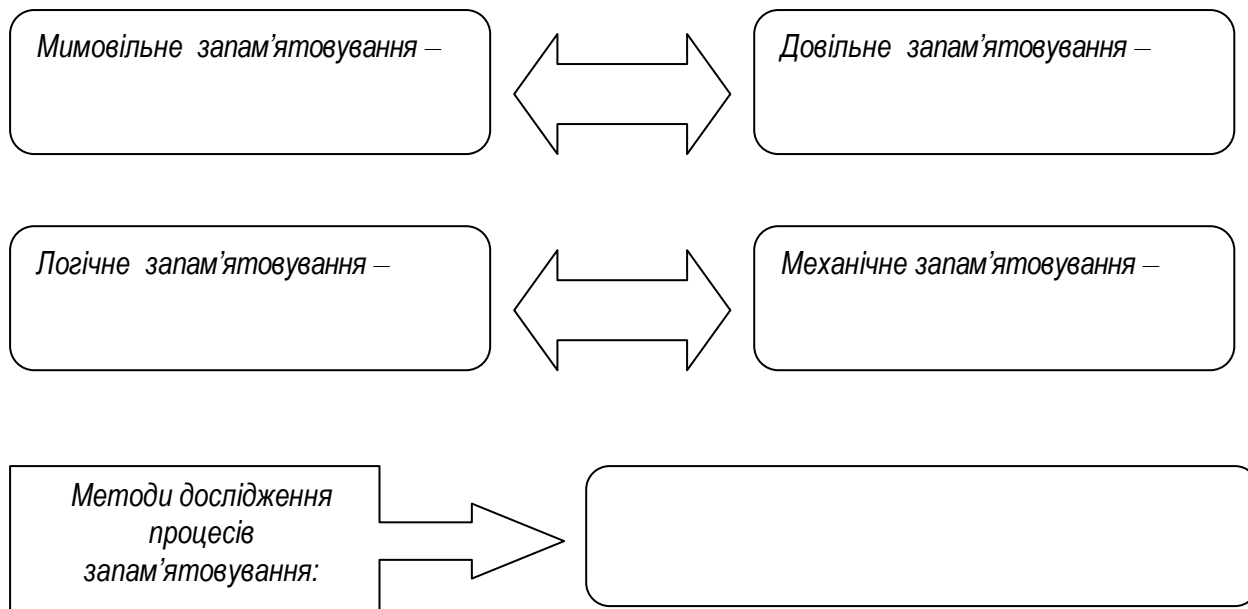 Мимовільне запам’ятовування –
Довільне запам’ятовування –
Логічне запам’ятовування –
Механічне запам’ятовування –
Методи дослідження
процесів
запам’ятовування: